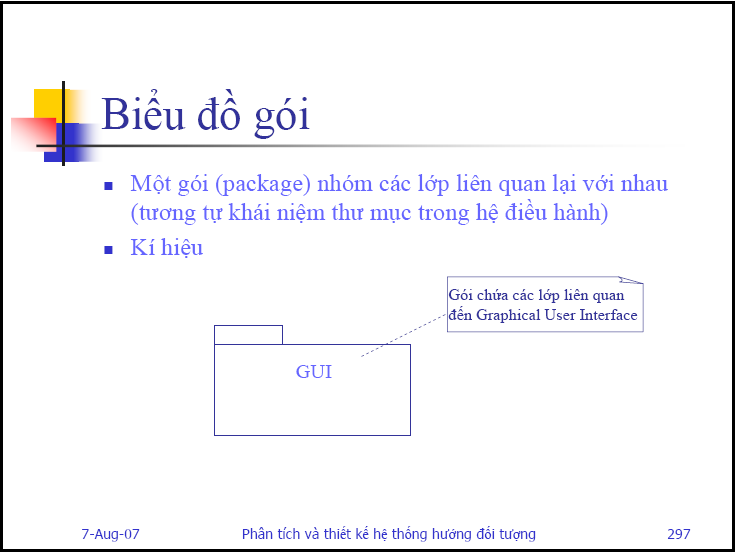 Biểu đồ gói
Một gói (package) nhóm các lớp liên quan lại với nhau
(tương tự khái niệm thư mục trong hệ điều hành)
Kí hiệu
Gói chứa các lớp liên quan
đến Graphical User Interface
GUI
7-Aug-07
Phân tích và thiết kế hệ thống hướng đối tượng
297